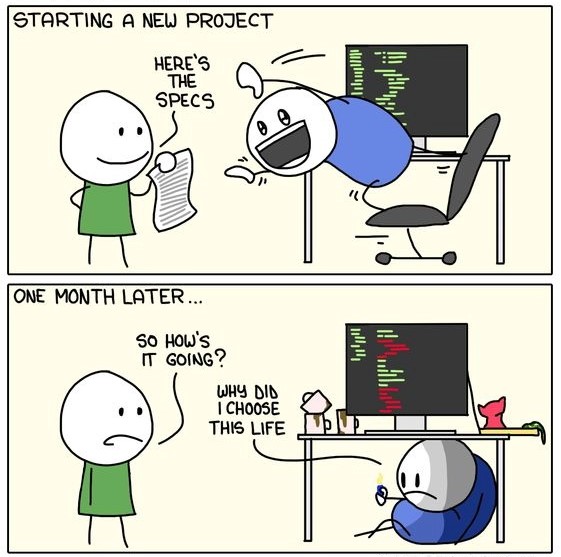 STARTING A NEW PROJECT
HERE'S
THE
SPECS
ONE MONTH LATER...
SO HOW'S
IT GOING?
WHY DID
I CHOOSE
THIS LIFE